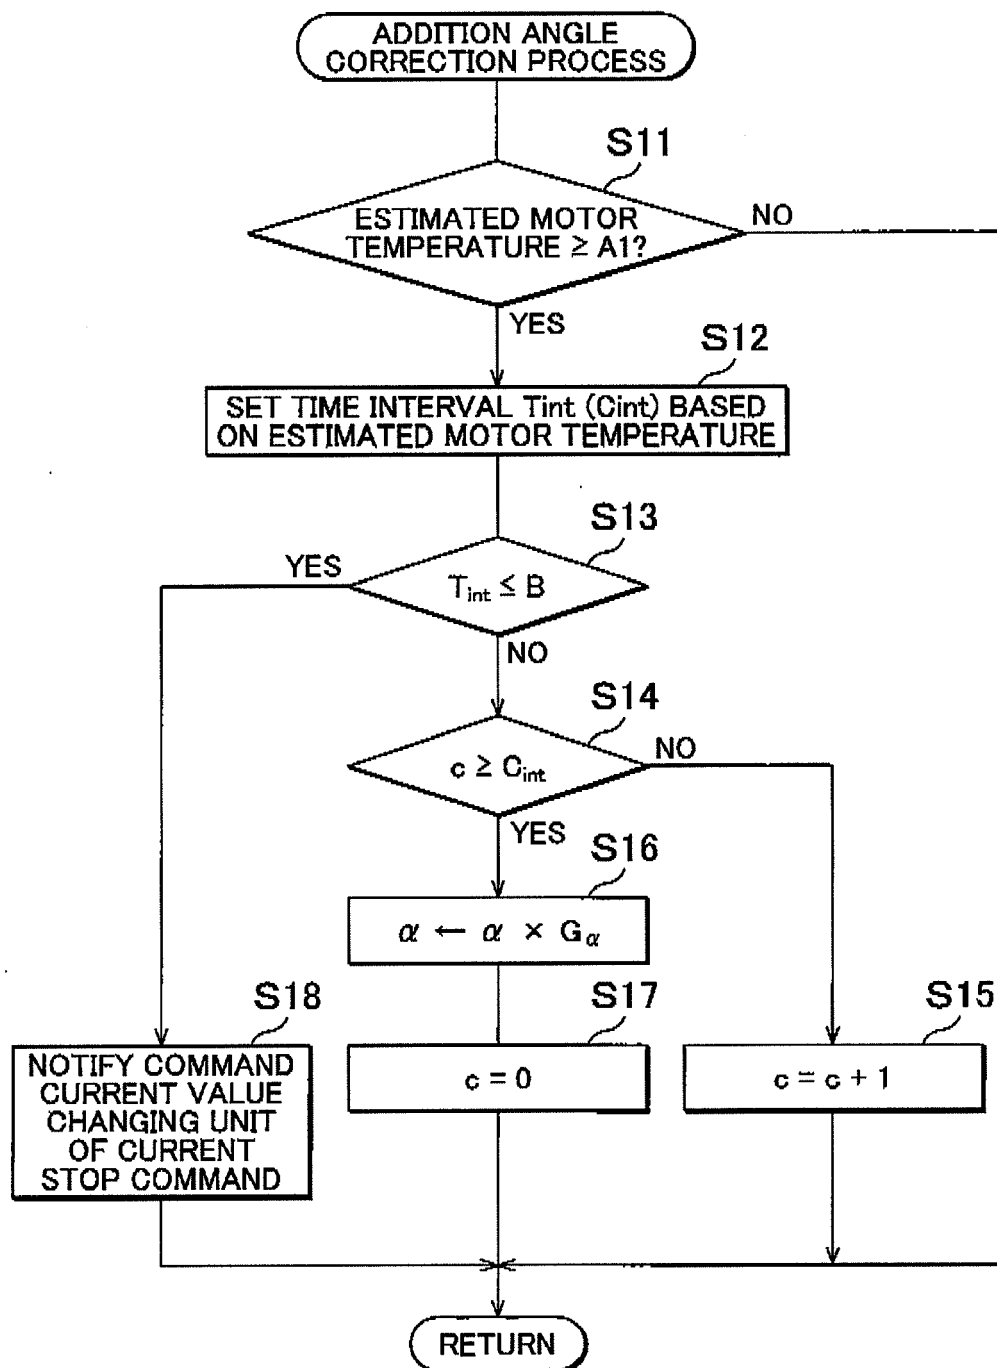 ADDITION ANGLE
CORRECTION PROCESS
S11
ESTIMATED MOTOR
TEMPERATURE ≥ A1?
NO
YES
S12
SET TIME INTERVAL Tint (Cint) BASED
ON ESTIMATED MOTOR TEMPERATURE
S13
YES
Tint ≤ B
NO
S14
NO
c ≥ Cint
YES
S16
α ← α × Gα
S18
S17
S15
NOTIFY COMMAND
CURRENT VALUE
CHANGING UNIT
OF CURRENT
STOP COMMAND
c = 0
c = c + 1
RETURN